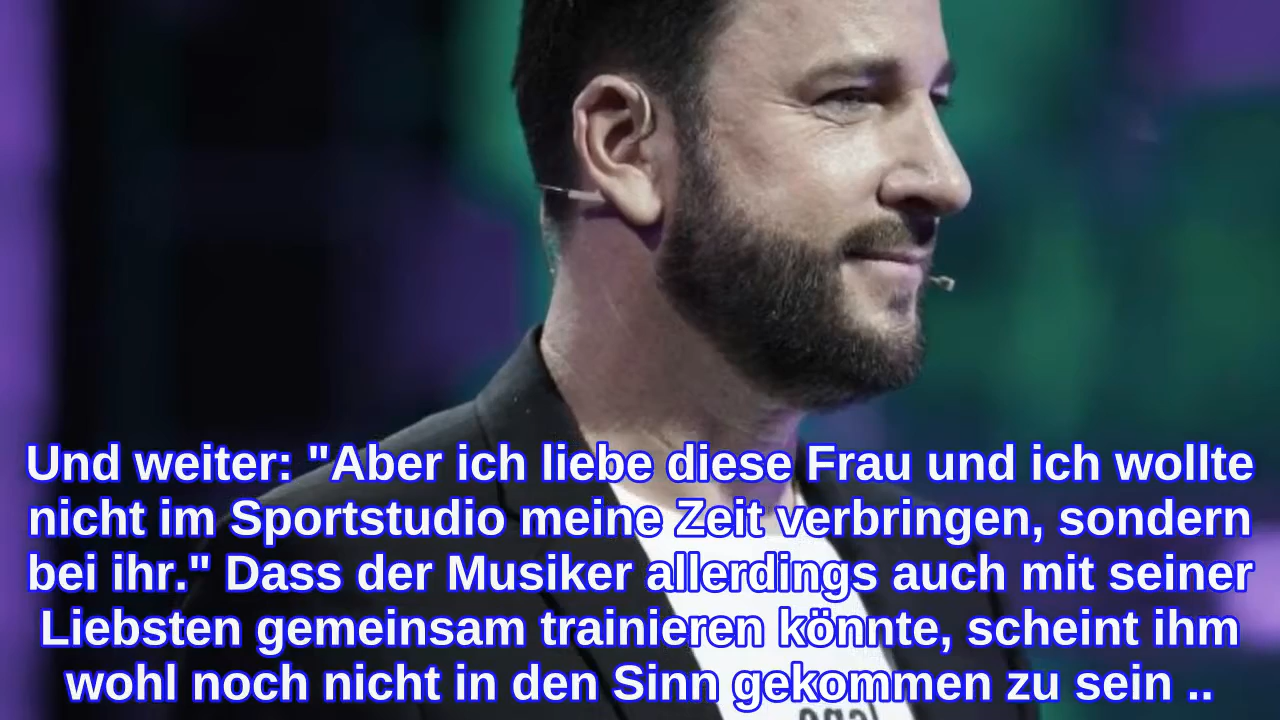 Und weiter: "Aber ich liebe diese Frau und ich wollte
nicht im Sportstudio meine Zeit verbringen, sondern
bei ihr." Dass der Musiker allerdings auch mit seiner
Liebsten gemeinsam trainieren könnte, scheint ihm
wohl noch nicht in den Sinn gekommen zu sein ..